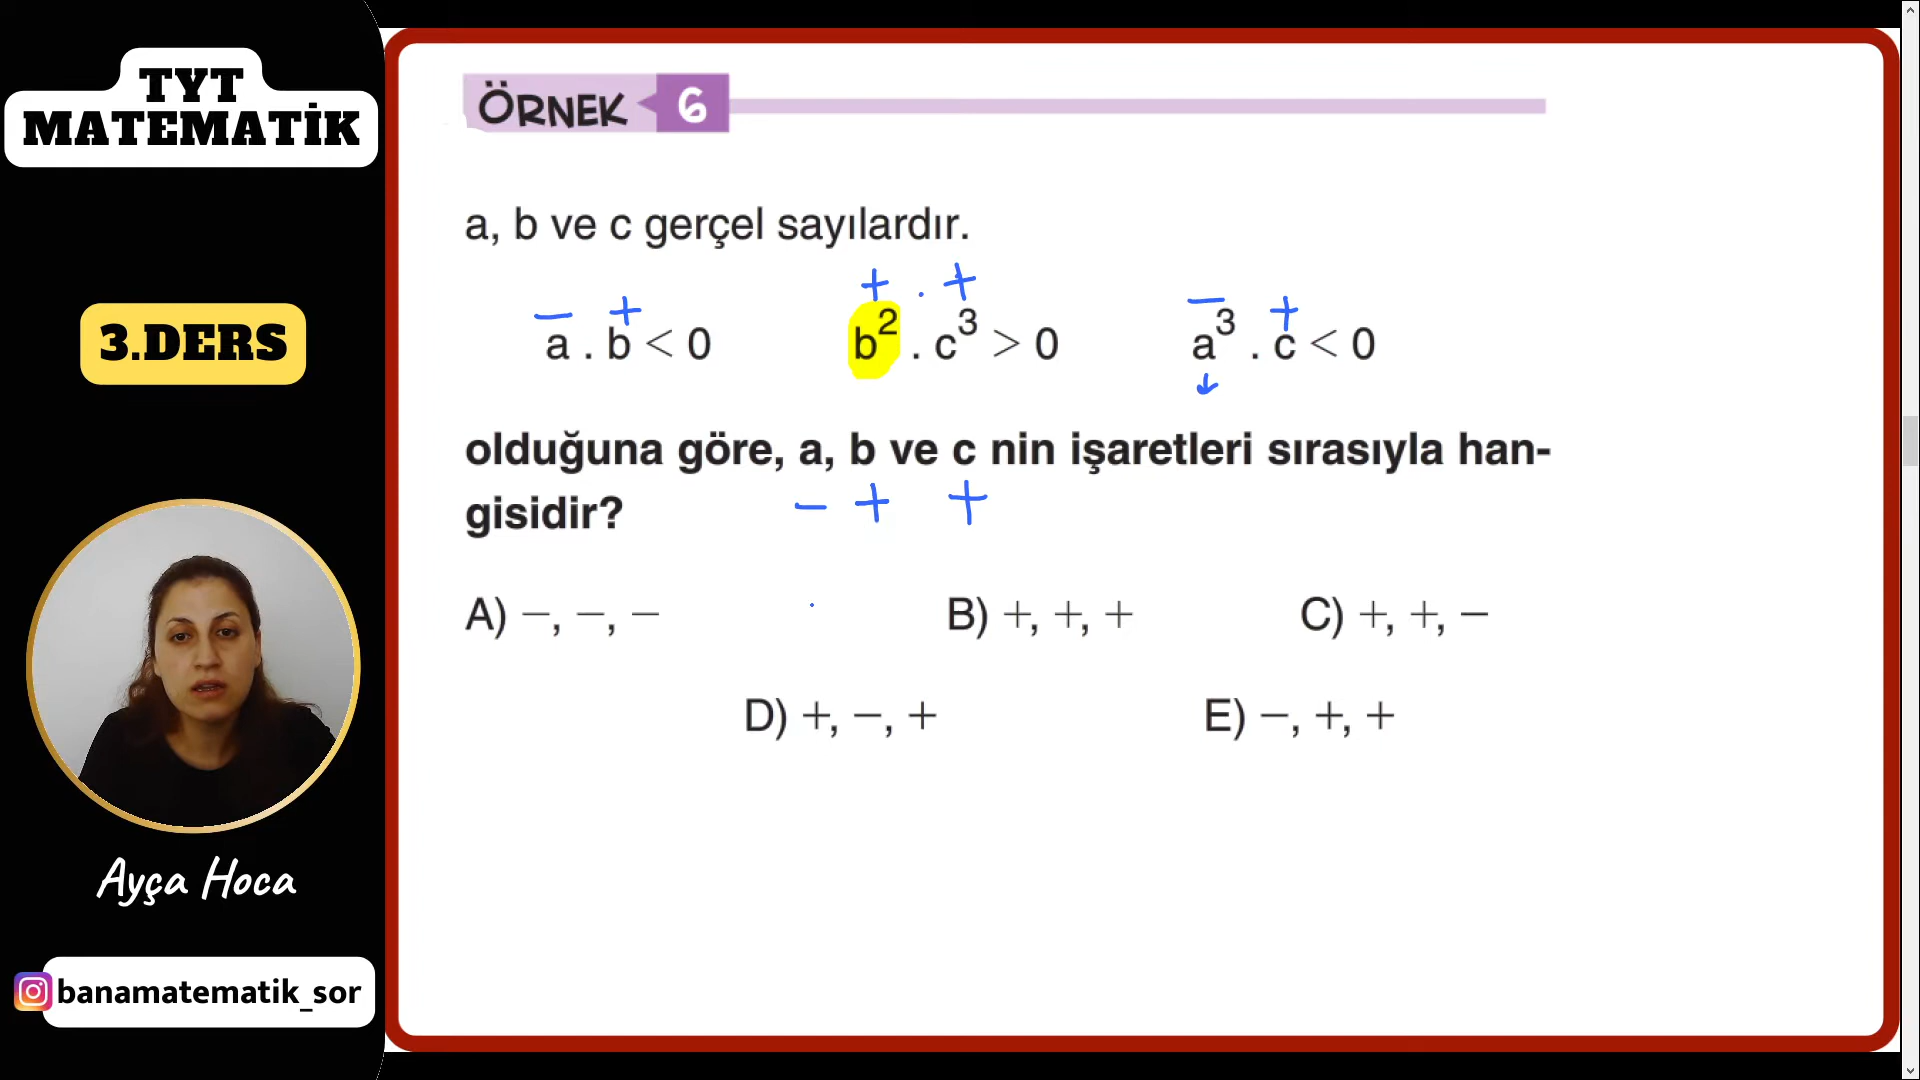 TYT
MATEMATİK
3.DERS
Ayça Hoca
banamatematik_sor
ÖRNEK 6
a, b ve c gerçel sayılardır.
− + + . + − +
a . b < 0 b² . c³ > 0 a³ . c < 0
olduğuna göre, a, b ve c nin işaretleri sırasıyla han-
gisidir? − + +
A) −, −, − B) +, +, + C) +, +, −
D) +, −, + E) −, +, +